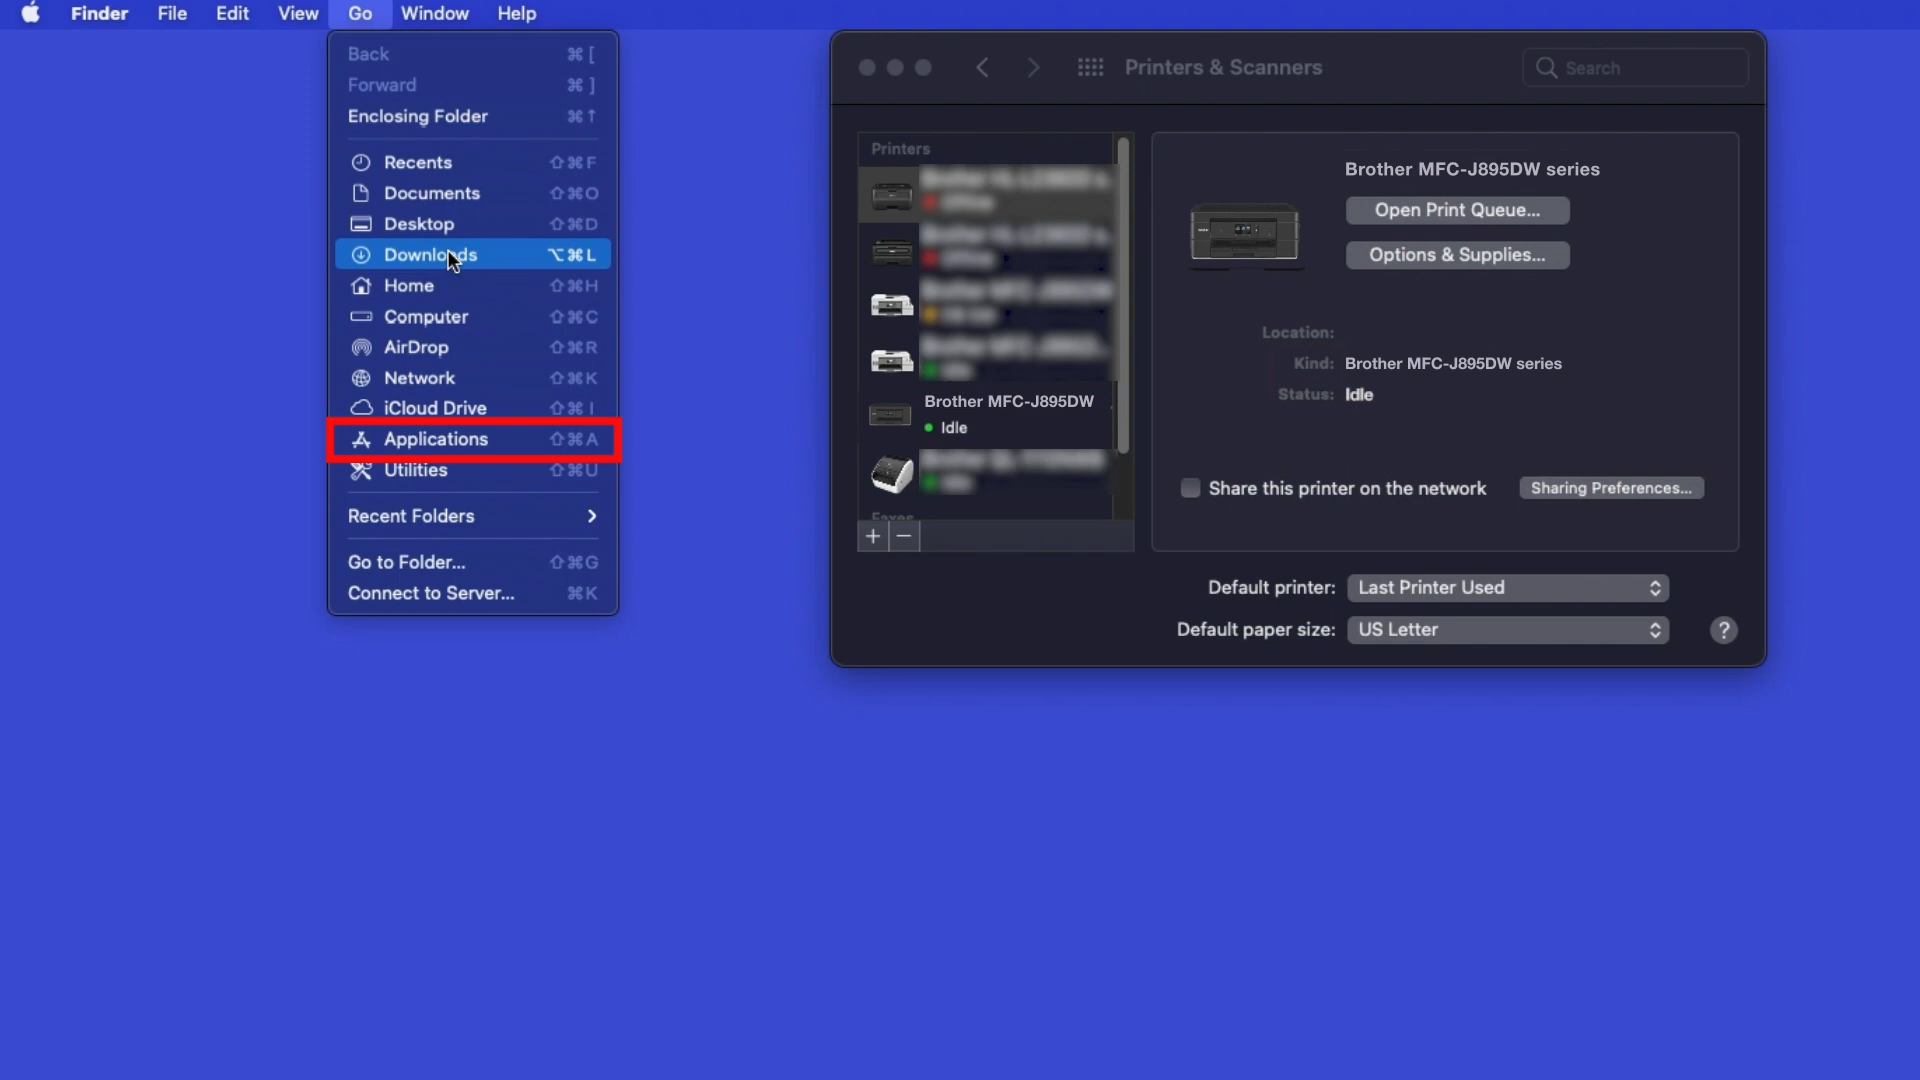 Finder File Edit View Go Window Help
Back ⌘ [
Forward ⌘ ]
Enclosing Folder ⌘ ↑
Recents ⇧⌘F
Documents ⇧⌘O
Desktop ⇧⌘D
Downloads ⌥⌘L
Home ⇧⌘H
Computer ⇧⌘C
AirDrop ⇧⌘R
Network ⇧⌘K
iCloud Drive ⇧⌘I
Applications ⇧⌘A
Utilities ⇧⌘U
Recent Folders
Go to Folder... ⇧⌘G
Connect to Server... ⌘K
Printers & Scanners
Search
Printers
Brother MFC-J895DW
Idle
Faxes
+ −
Brother MFC-J895DW series
Open Print Queue...
Options & Supplies...
Location:
Kind: Brother MFC-J895DW series
Status: Idle
Share this printer on the network
Sharing Preferences...
Default printer: Last Printer Used
Default paper size: US Letter
?